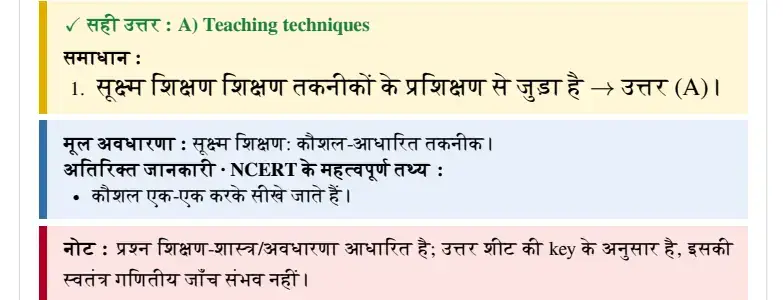 ✓ सही उत्तर : A) Teaching techniques
समाधान :
1. सूक्ष्म शिक्षण शिक्षण तकनीकों के प्रशिक्षण से जुड़ा है → उत्तर (A)।
मूल अवधारणा : सूक्ष्म शिक्षण: कौशल-आधारित तकनीक।
अतिरिक्त जानकारी · NCERT के महत्वपूर्ण तथ्य :
• कौशल एक-एक करके सीखे जाते हैं।
नोट : प्रश्न शिक्षण-शास्त्र/अवधारणा आधारित है; उत्तर शीट की key के अनुसार है, इसकी
स्वतंत्र गणितीय जाँच संभव नहीं।